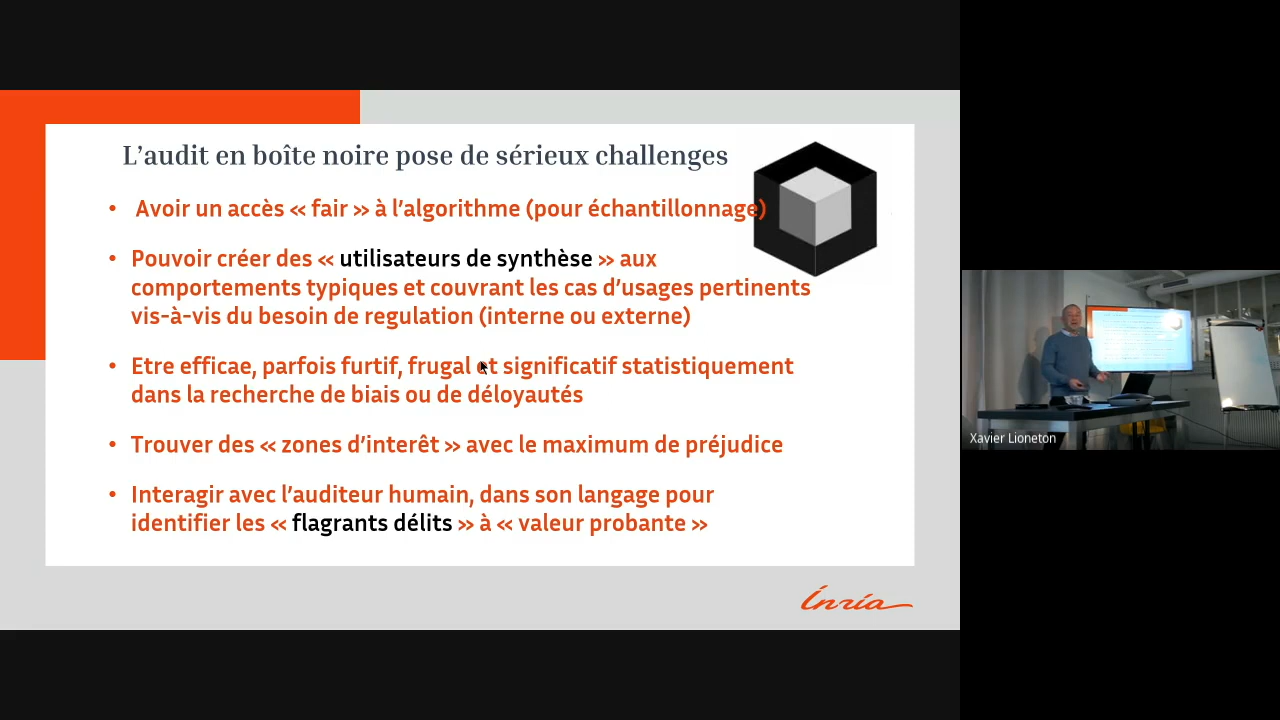 L'audit en boîte noire pose de sérieux challenges
• Avoir un accès « fair » à l'algorithme (pour échantillonnage)
• Pouvoir créer des « utilisateurs de synthèse » aux
comportements typiques et couvrant les cas d'usages pertinents
vis-à-vis du besoin de regulation (interne ou externe)
• Etre efficae, parfois furtif, frugal et significatif statistiquement
dans la recherche de biais ou de déloyautés
• Trouver des « zones d'interêt » avec le maximum de préjudice
• Interagir avec l'auditeur humain, dans son langage pour
identifier les « flagrants délits » à « valeur probante »
Inría
Xavier Lioneton